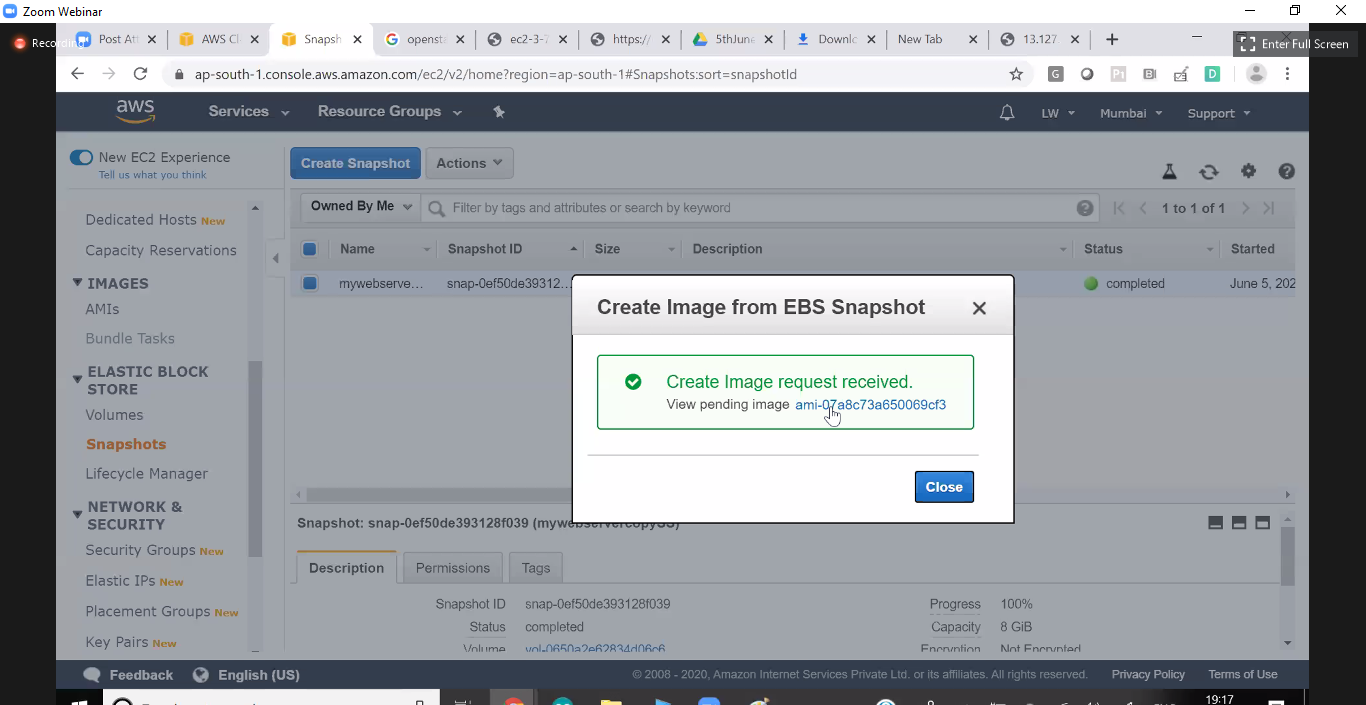 Zoom Webinar
Recording
Post Att
AWS Cl
Snapsh
opensta
ec2-3-7
https:/
5thJune
Downlo
New Tab
13.127
Enter Full Screen
ap-south-1.console.aws.amazon.com/ec2/v2/home?region=ap-south-1#Snapshots:sort=snapshotId
aws
Services
Resource Groups
LW
Mumbai
Support
New EC2 Experience
Tell us what you think
Create Snapshot
Actions
Dedicated Hosts New
Capacity Reservations
IMAGES
AMIs
Bundle Tasks
ELASTIC BLOCK
STORE
Volumes
Snapshots
Lifecycle Manager
NETWORK &
SECURITY
Security Groups New
Elastic IPs New
Placement Groups New
Key Pairs New
Owned By Me
Filter by tags and attributes or search by keyword
1 to 1 of 1
Name
Snapshot ID
Size
Description
Status
Started
mywebserve...
snap-0ef50de39312...
completed
June 5, 202
Create Image from EBS Snapshot
Create Image request received.
View pending image ami-07a8c73a650069cf3
Close
Snapshot: snap-0ef50de393128f039 (mywebservercopySS)
Description
Permissions
Tags
Snapshot ID snap-0ef50de393128f039
Progress 100%
Status completed
Capacity 8 GiB
Volume vol-0650a2e62834d06c6
Encryption Not Encrypted
Feedback
English (US)
© 2008 - 2020, Amazon Internet Services Private Ltd. or its affiliates. All rights reserved.
Privacy Policy
Terms of Use
19:17